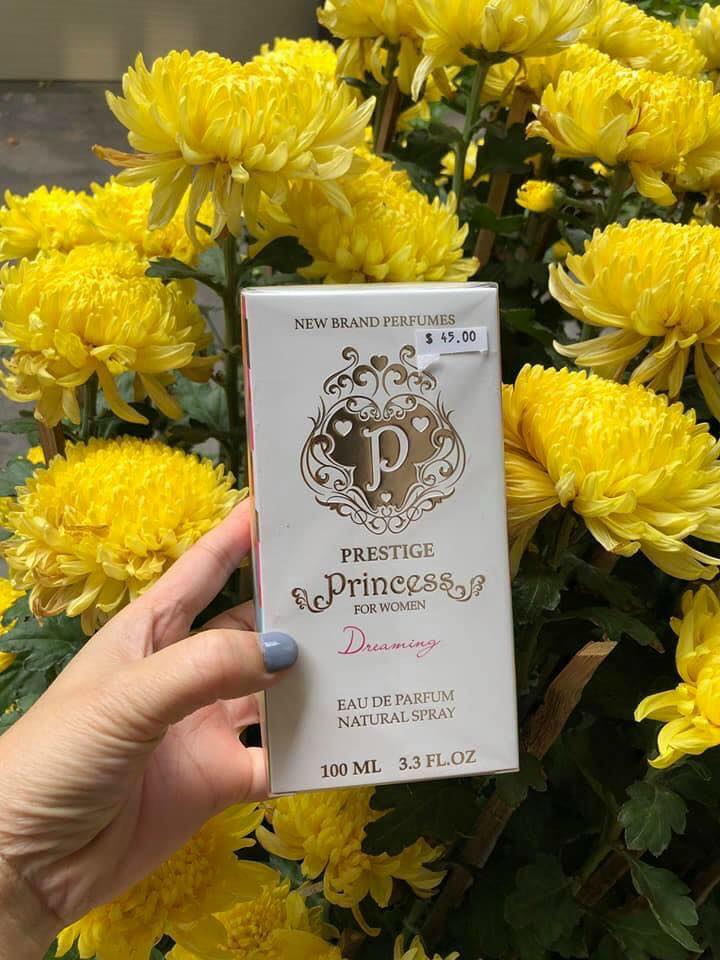 NEW BRAND PERFUMES
$ 45.00
P
PRESTIGE
Princess
FOR WOMEN
Dreaming
EAU DE PARFUM
NATURAL SPRAY
100 ML 3.3 FL.OZ